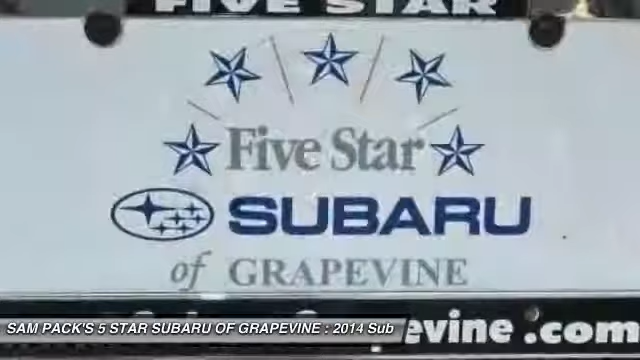 FIVE STAR
Five Star
SUBARU
of GRAPEVINE
SAM PACK'S 5 STAR SUBARU OF GRAPEVINE : 2014 Sub
evine.com